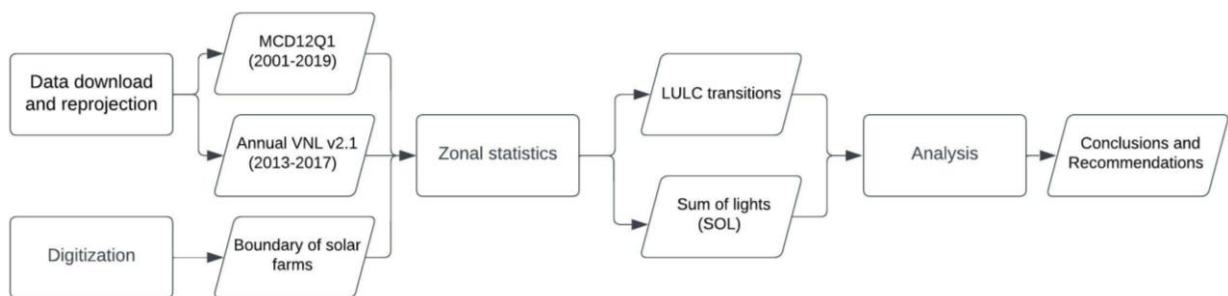 Data download
and reprojection
MCD12Q1
(2001-2019)
Annual VNL v2.1
(2013-2017)
Digitization
Boundary of solar
farms
Zonal statistics
LULC transitions
Sum of lights
(SOL)
Analysis
Conclusions and
Recommendations